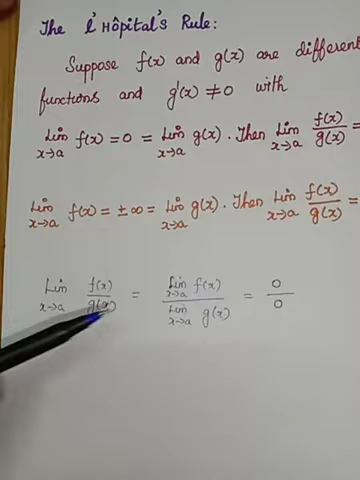 The L'Hôpital's Rule:
Suppose f(x) and g(x) are different
functions and g'(x) ≠ 0 with
Lim x→a f(x) = 0 = Lim x→a g(x). Then Lim x→a f(x)/g(x) =
Lim x→a f(x) = ±∞ = Lim x→a g(x). Then Lim x→a f(x)/g(x) =
Lim x→a f(x)/g(x) = Lim x→a f(x) / Lim x→a g(x) = 0/0